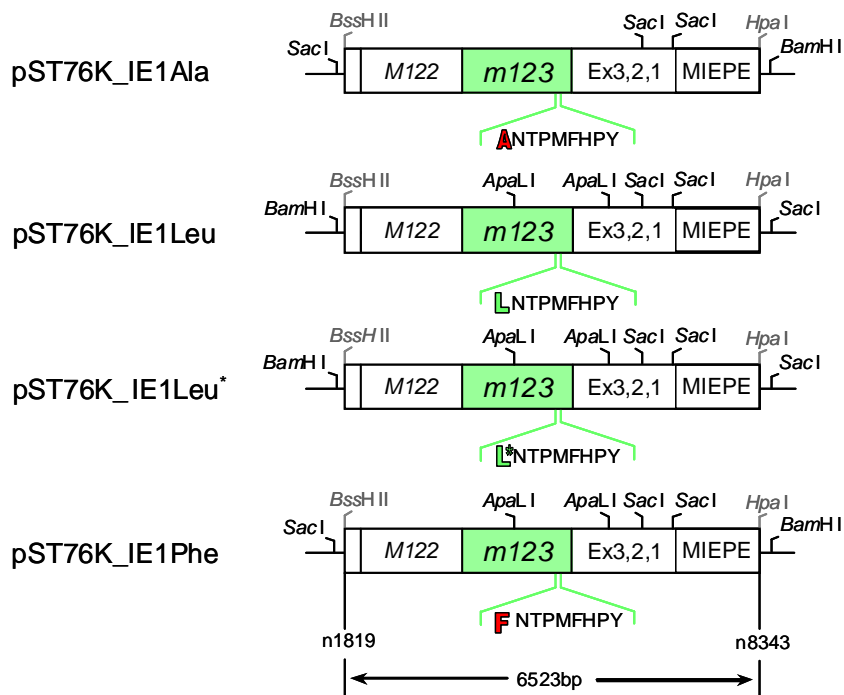 BssHII SacI SacI HpaI
SacI BamHI
pST76K_IE1Ala M122 m123 Ex3,2,1 MIEPE
ANTPMFHPY
BssHII ApaLI ApaLI SacI SacI HpaI
BamHI SacI
pST76K_IE1Leu M122 m123 Ex3,2,1 MIEPE
LNTPMFHPY
BssHII ApaLI ApaLI SacI SacI HpaI
BamHI SacI
pST76K_IE1Leu* M122 m123 Ex3,2,1 MIEPE
L*NTPMFHPY
BssHII ApaLI ApaLI SacI SacI HpaI
SacI BamHI
pST76K_IE1Phe M122 m123 Ex3,2,1 MIEPE
FNTPMFHPY
n1819 n8343
6523bp